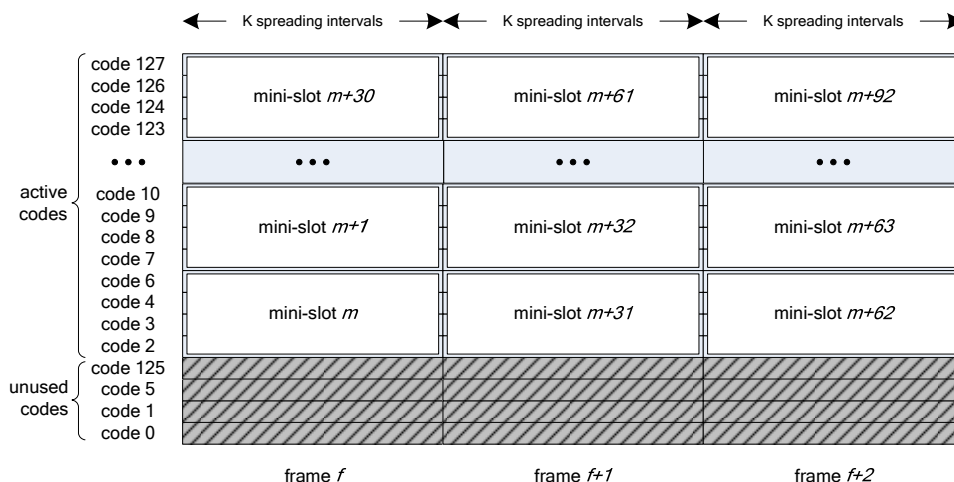 K spreading intervals K spreading intervals K spreading intervals
code 127
code 126
code 124
code 123
mini-slot m+30 mini-slot m+61 mini-slot m+92
••• ••• ••• •••
active codes
code 10
code 9
code 8
code 7
mini-slot m+1 mini-slot m+32 mini-slot m+63
code 6
code 4
code 3
code 2
mini-slot m mini-slot m+31 mini-slot m+62
unused codes
code 125
code 5
code 1
code 0
frame f frame f+1 frame f+2